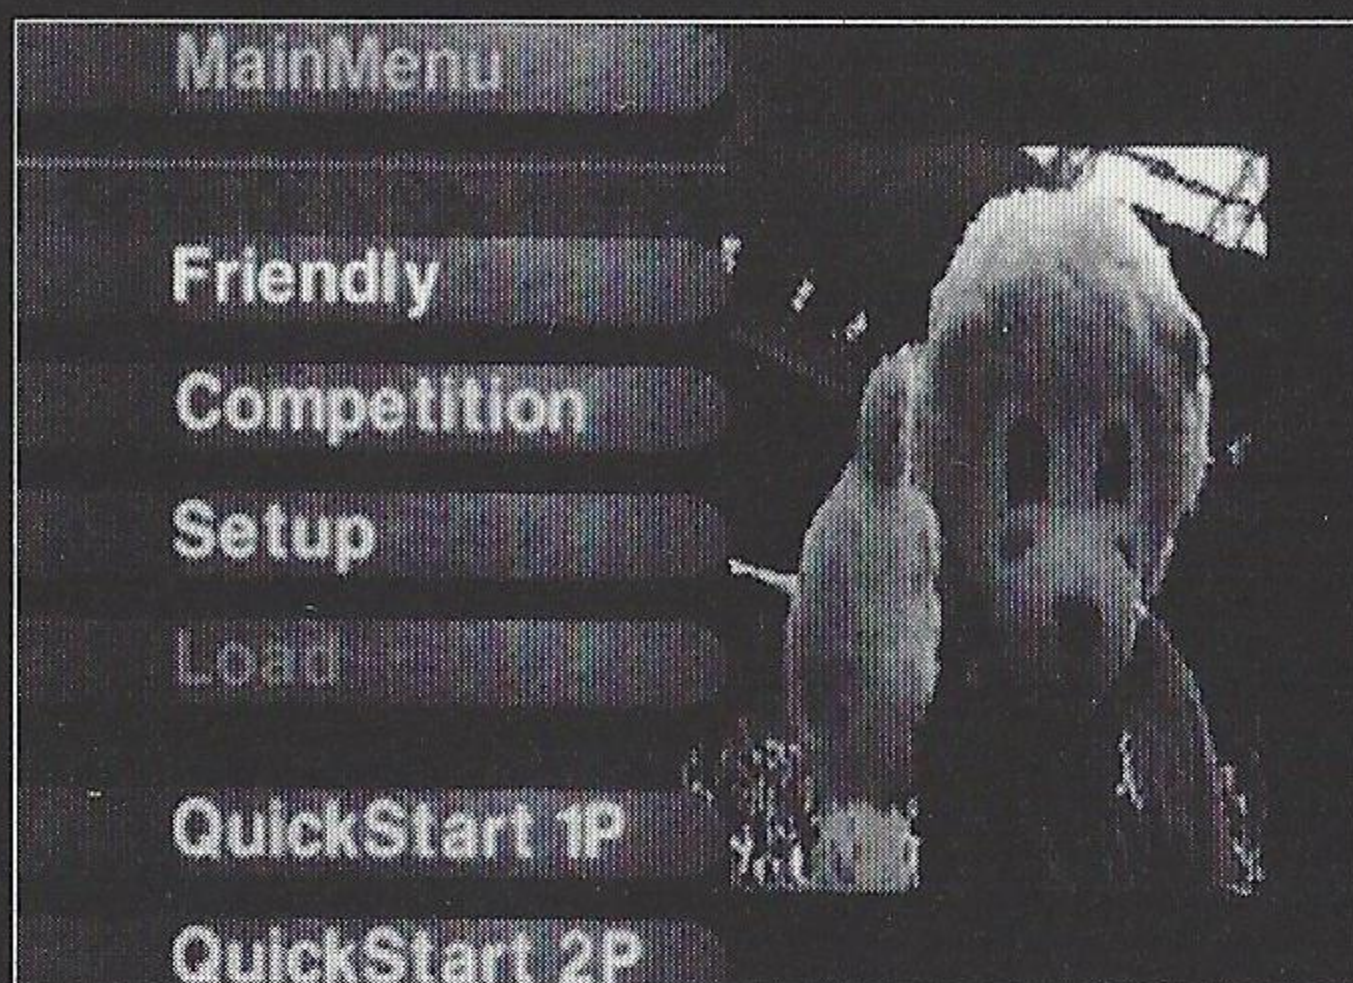 MainMenu
Friendly
Competition
Setup
Load
QuickStart 1P
QuickStart 2P